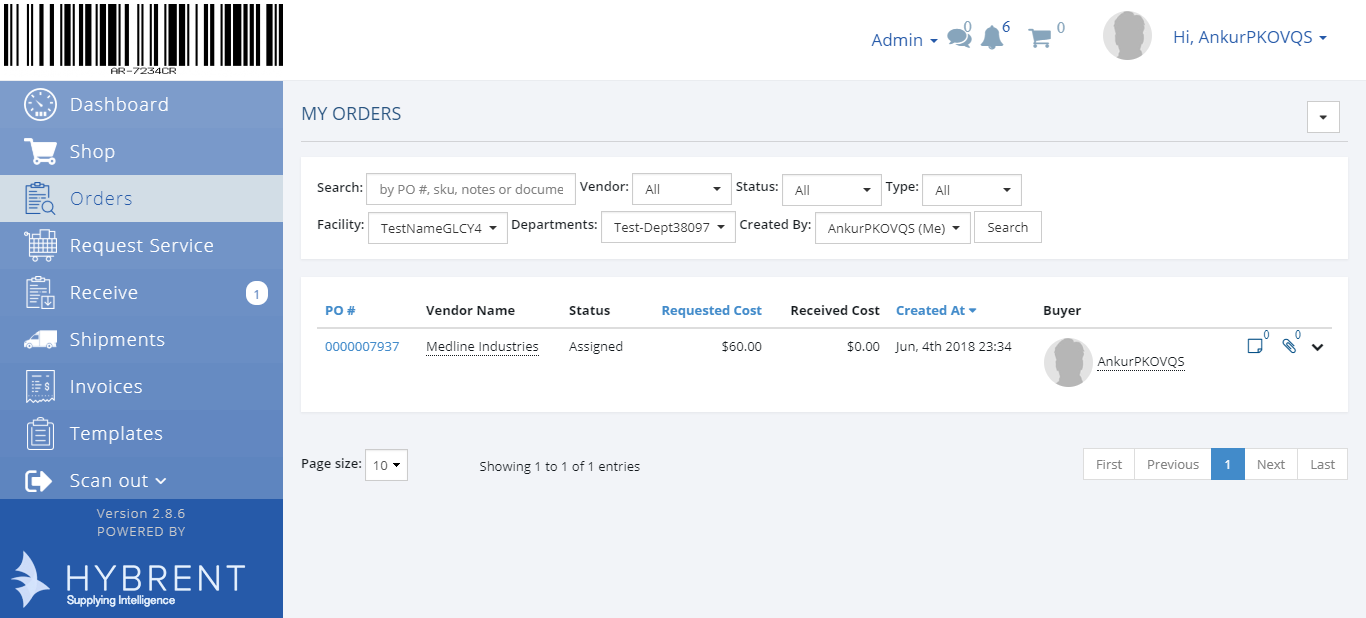 AR-7234CR
Admin 0 6 0 Hi, AnkurPKOVQS
Dashboard
Shop
Orders
Request Service
Receive 1
Shipments
Invoices
Templates
Scan out
Version 2.8.6
POWERED BY
HYBRENT
Supplying Intelligence
MY ORDERS
Search: by PO #, sku, notes or docume Vendor: All Status: All Type: All
Facility: TestNameGLCY4 Departments: Test-Dept38097 Created By: AnkurPKOVQS (Me) Search
PO # Vendor Name Status Requested Cost Received Cost Created At Buyer
0000007937 Medline Industries Assigned $60.00 $0.00 Jun, 4th 2018 23:34 AnkurPKOVQS 0 0
Page size: 10 Showing 1 to 1 of 1 entries First Previous 1 Next Last